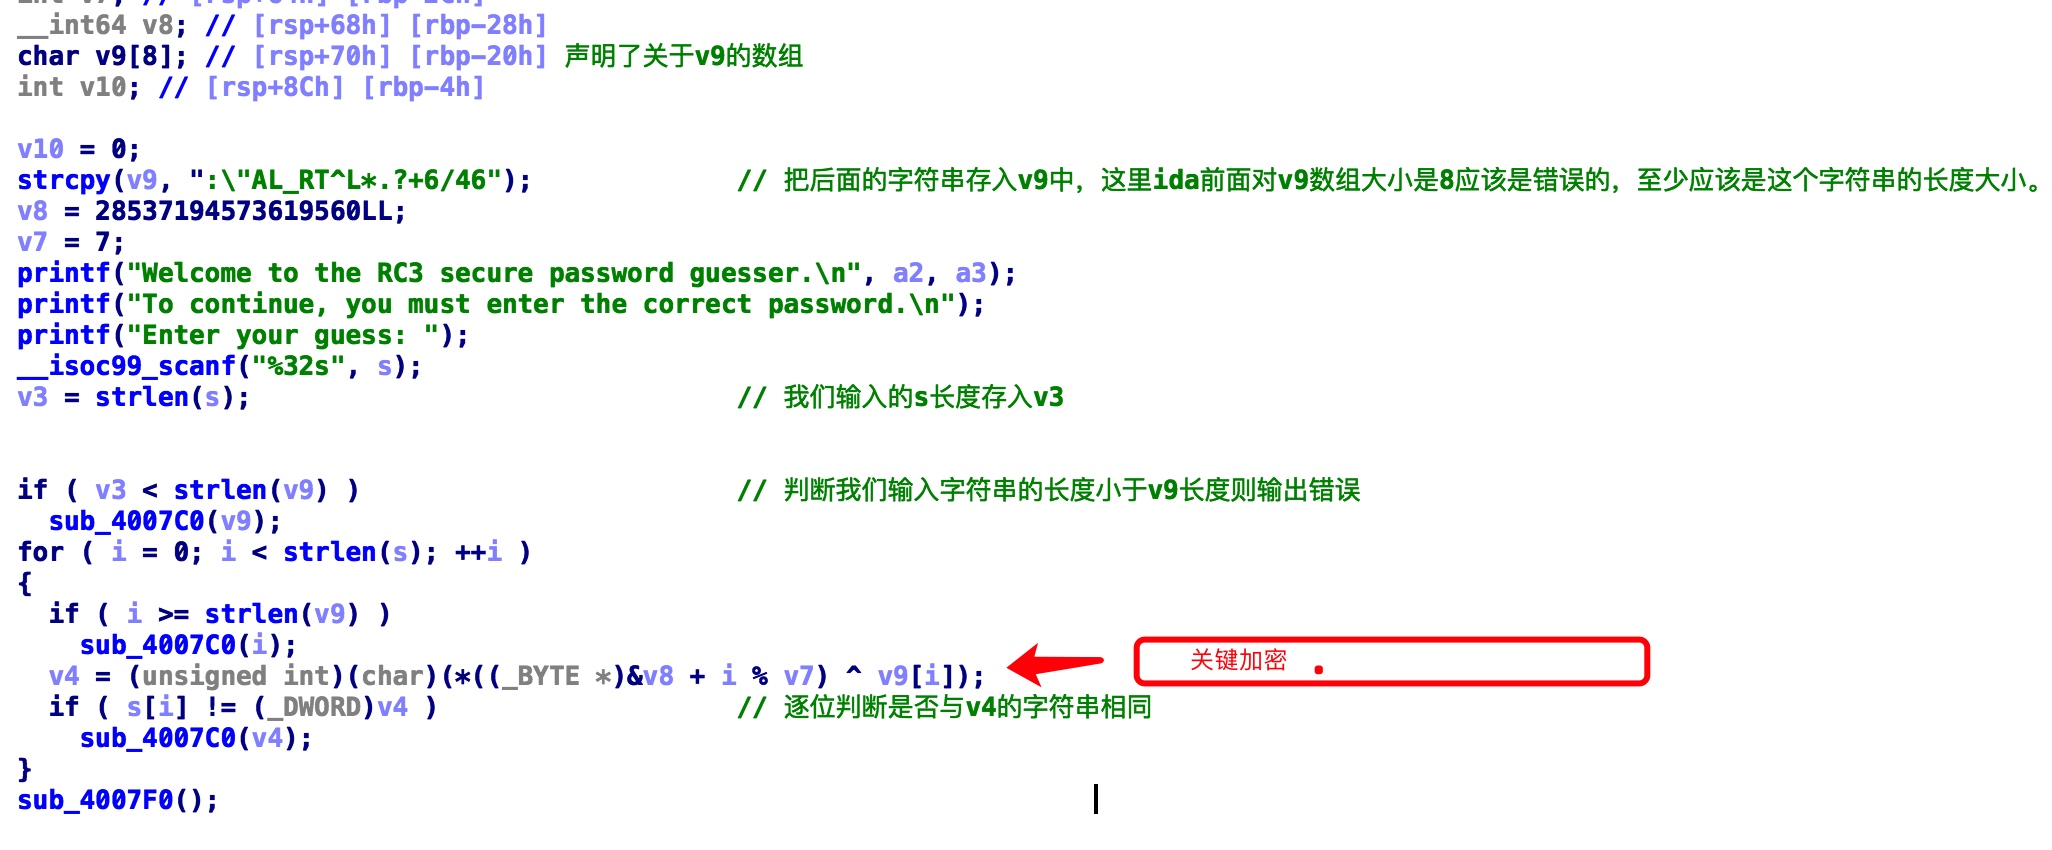 __int64 v8; // [rsp+68h] [rbp-28h]
char v9[8]; // [rsp+70h] [rbp-20h] 声明了关于v9的数组
int v10; // [rsp+8Ch] [rbp-4h]
v10 = 0;
strcpy(v9, ":\"AL_RT^L*.?+6/46"); // 把后面的字符串存入v9中，这里ida前面对v9数组大小是8应该是错误的，至少应该是这个字符串的长度大小。
v8 = 28537194573619560LL;
v7 = 7;
printf("Welcome to the RC3 secure password guesser.\n", a2, a3);
printf("To continue, you must enter the correct password.\n");
printf("Enter your guess: ");
__isoc99_scanf("%32s", s);
v3 = strlen(s); // 我们输入的s长度存入v3
if ( v3 < strlen(v9) ) // 判断我们输入字符串的长度小于v9长度则输出错误
sub_4007C0(v9);
for ( i = 0; i < strlen(s); ++i )
{
if ( i >= strlen(v9) )
sub_4007C0(i);
v4 = (unsigned int)(char)(*((_BYTE *)&v8 + i % v7) ^ v9[i]); 关键加密 .
if ( s[i] != (_DWORD)v4 ) // 逐位判断是否与v4的字符串相同
sub_4007C0(v4);
}
sub_4007F0();